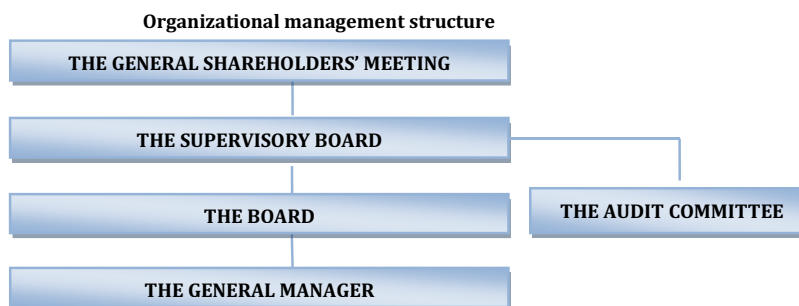 Organizational management structure
THE GENERAL SHAREHOLDERS’ MEETING
THE SUPERVISORY BOARD
THE BOARD
THE AUDIT COMMITTEE
THE GENERAL MANAGER